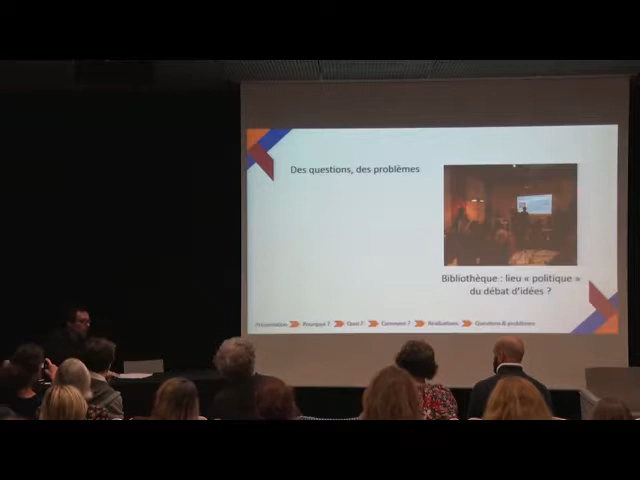 Des questions, des problèmes
Bibliothèque : lieu « politique »
du débat d'idées ?
Présentation Pourquoi ? Quoi ? Comment ? Réalisations Questions & problèmes